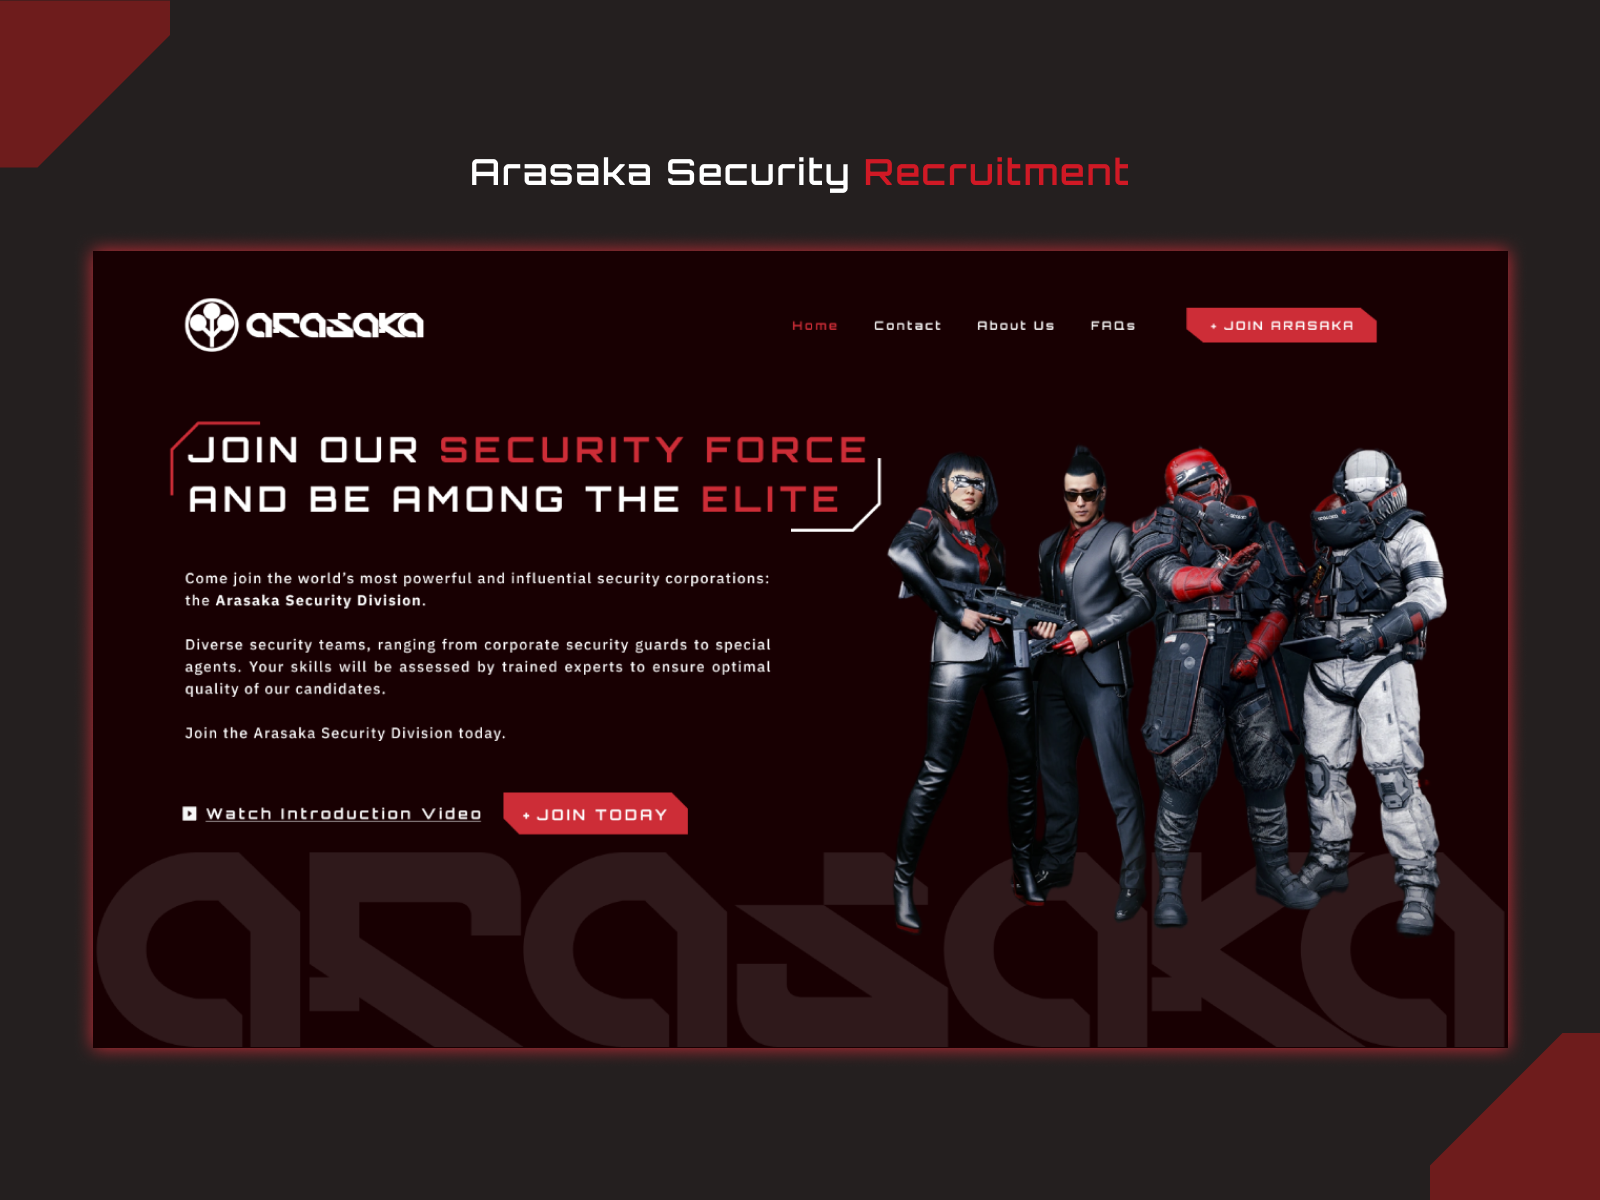 Arasaka Security Recruitment
arasaka
Home
Contact
About Us
FAQs
+ JOIN ARASAKA
JOIN OUR SECURITY FORCE
AND BE AMONG THE ELITE
Come join the world's most powerful and influential security corporations:
the Arasaka Security Division.
Diverse security teams, ranging from corporate security guards to special
agents. Your skills will be assessed by trained experts to ensure optimal
quality of our candidates.
Join the Arasaka Security Division today.
Watch Introduction Video
+ JOIN TODAY
arasaka